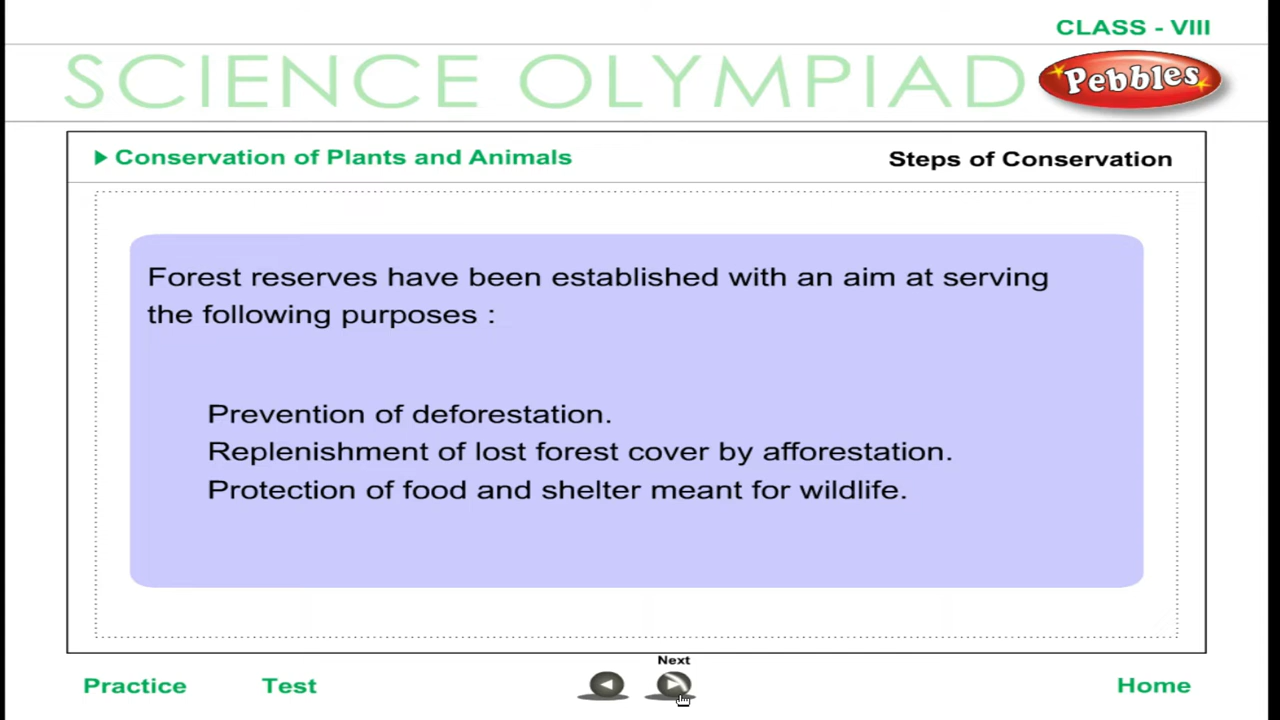 CLASS - VIII
SCIENCE OLYMPIAD
Pebbles
Conservation of Plants and Animals
Steps of Conservation
Forest reserves have been established with an aim at serving
the following purposes :
Prevention of deforestation.
Replenishment of lost forest cover by afforestation.
Protection of food and shelter meant for wildlife.
Next
Practice
Test
Home